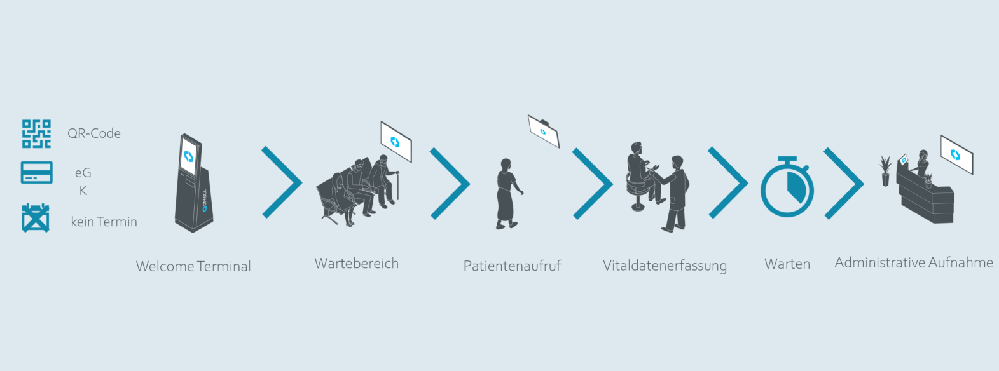 QR-Code
eG
K
kein Termin
Welcome Terminal
Wartebereich
Patientenaufruf
Vitaldatenerfassung
Warten
Administrative Aufnahme